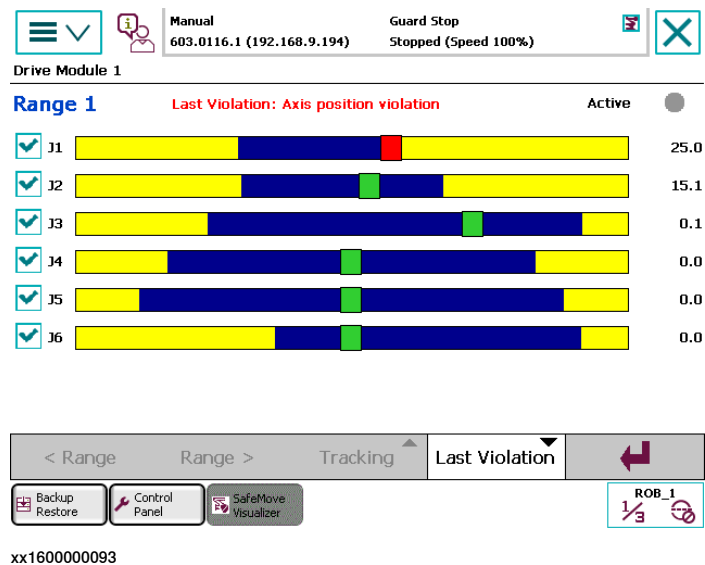 Manual
Guard Stop
603.0116.1 (192.168.9.194)
Stopped (Speed 100%)
Drive Module 1
Range 1
Last Violation: Axis position violation
Active
J1
25.0
J2
15.1
J3
0.1
J4
0.0
J5
0.0
J6
0.0
< Range
Range >
Tracking
Last Violation
Backup
Restore
Control
Panel
SafeMove
Visualizer
ROB_1
1/3
xx1600000093